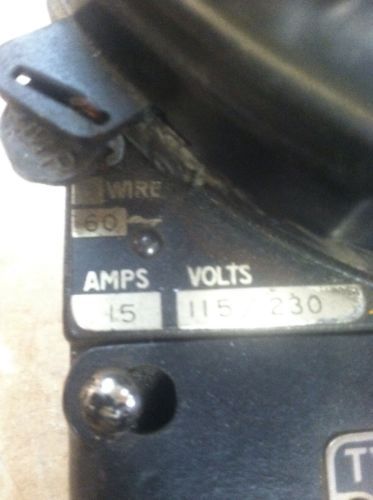 WIRE
60~
AMPS VOLTS
15 115/230
T